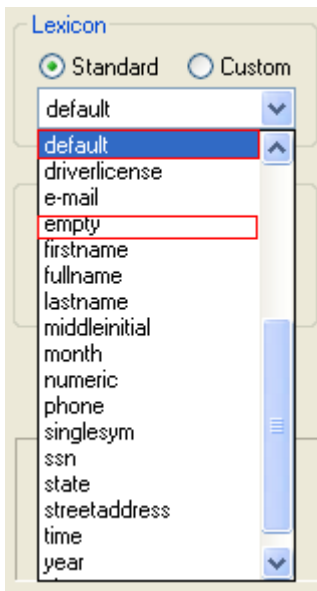 Lexicon
Standard Custom
default
default
driverlicense
e-mail
empty
firstname
fullname
lastname
middleinitial
month
numeric
phone
singlesym
ssn
state
streetaddress
time
year